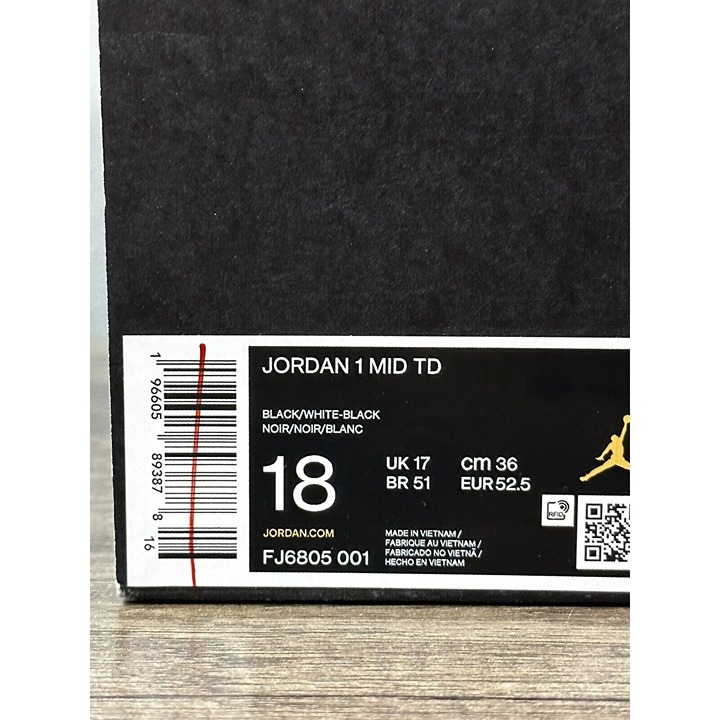 JORDAN 1 MID TD
BLACK/WHITE-BLACK
NOIR/NOIR/BLANC
18
UK 17
cm 36
BR 51
EUR 52.5
JORDAN.COM
FJ6805 001
MADE IN VIETNAM /
FABRIQUE AU VIETNAM /
FABRICADO NO VIETNÃ /
HECHO EN VIETNAM
RFID
1 96605 89387 8 16